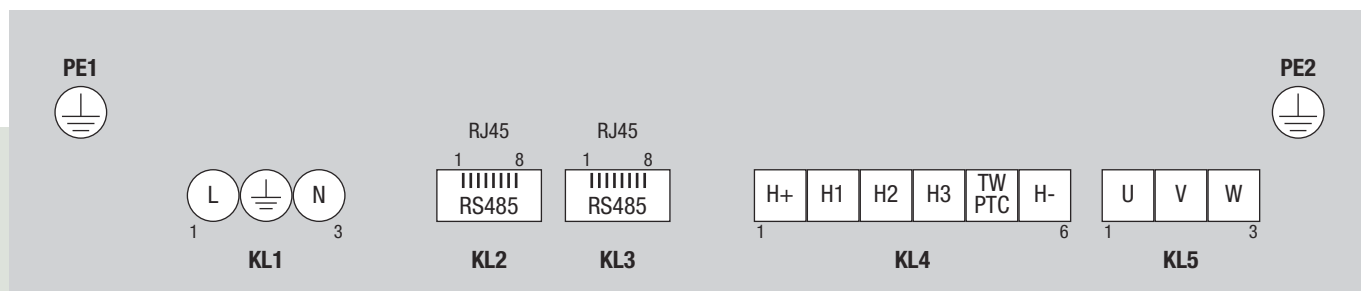 PE1
PE2
RJ45
RJ45
1 8
1 8
L
N
RS485
RS485
H+ H1 H2 H3 TW PTC H-
U V W
1 3
1 6
1 3
KL1
KL2
KL3
KL4
KL5